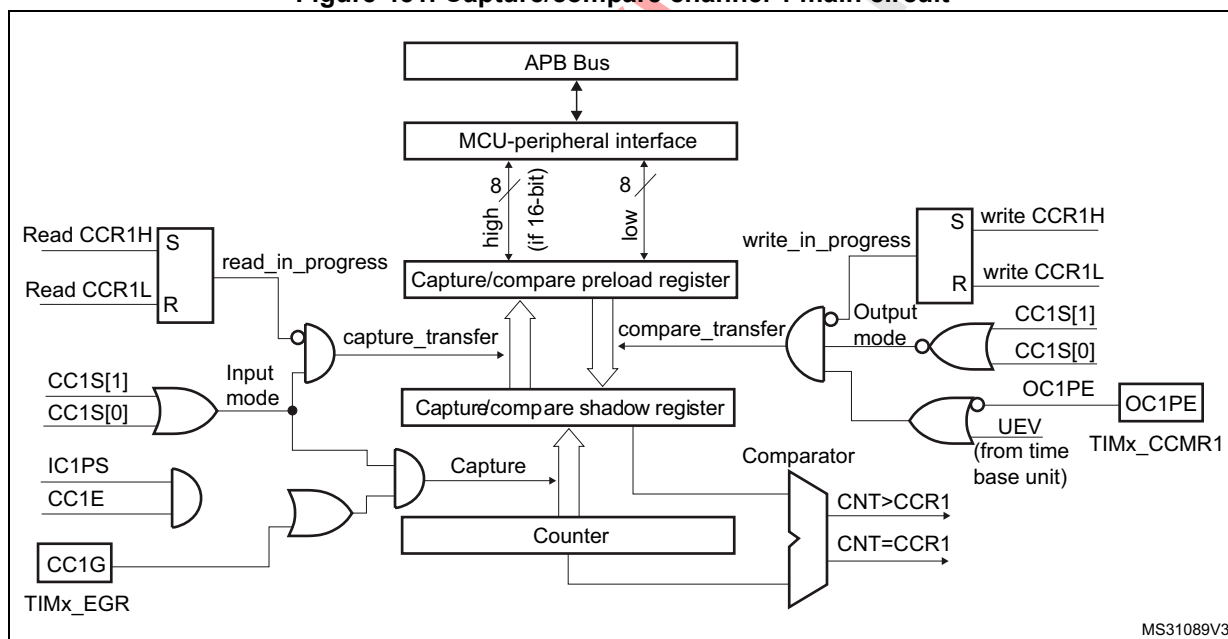 APB Bus
MCU-peripheral interface
8
8
high
(if 16-bit)
low
Read CCR1H
S
read_in_progress
Read CCR1L
R
write_in_progress
S
write CCR1H
R
write CCR1L
Capture/compare preload register
capture_transfer
compare_transfer
Output
mode
CC1S[1]
CC1S[0]
CC1S[1]
CC1S[0]
Input
mode
Capture/compare shadow register
OC1PE
OC1PE
UEV
(from time
base unit)
TIMx_CCMR1
IC1PS
CC1E
Capture
Comparator
CNT>CCR1
CNT=CCR1
Counter
CC1G
TIMx_EGR
MS31089V3